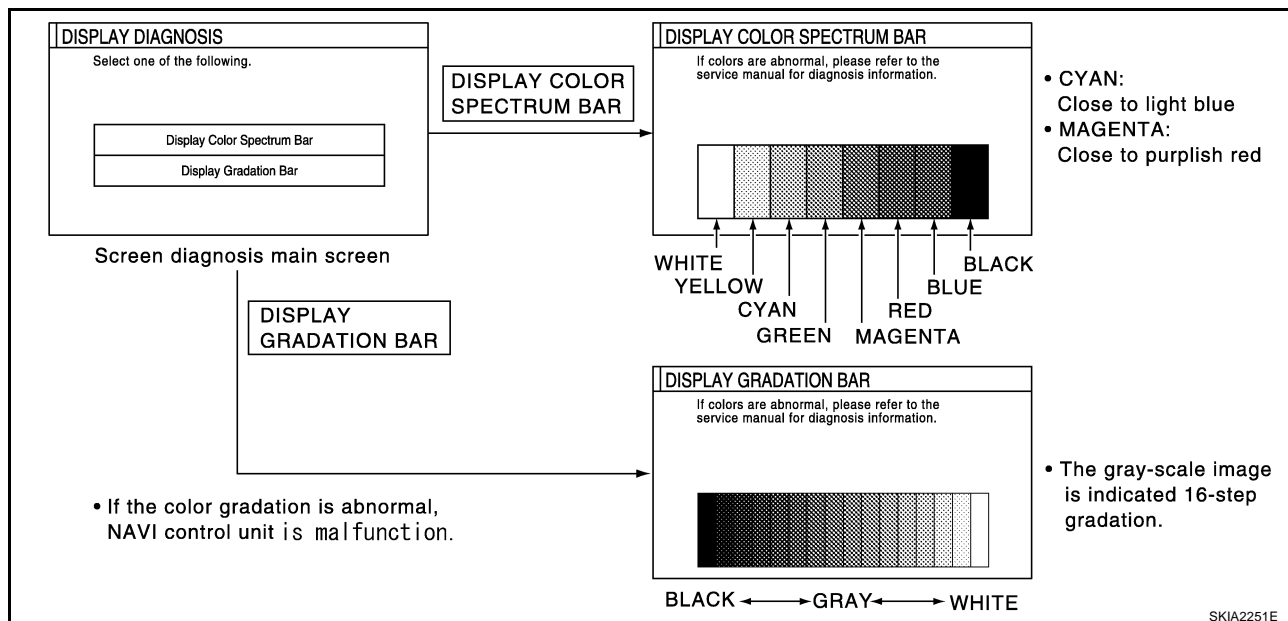 DISPLAY DIAGNOSIS
Select one of the following.
Display Color Spectrum Bar
Display Gradation Bar
Screen diagnosis main screen
DISPLAY COLOR
SPECTRUM BAR
DISPLAY COLOR SPECTRUM BAR
If colors are abnormal, please refer to the
service manual for diagnosis information.
WHITE
YELLOW
CYAN
GREEN
MAGENTA
RED
BLUE
BLACK
• CYAN:
Close to light blue
• MAGENTA:
Close to purplish red
DISPLAY
GRADATION BAR
• If the color gradation is abnormal,
NAVI control unit is malfunction.
DISPLAY GRADATION BAR
If colors are abnormal, please refer to the
service manual for diagnosis information.
BLACK GRAY WHITE
• The gray-scale image
is indicated 16-step
gradation.
SKIA2251E